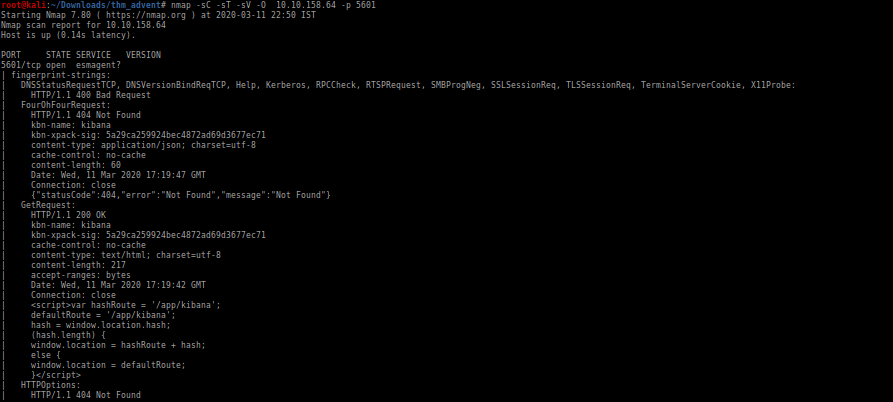 root@kali:~/Downloads/thm_advent# nmap -sC -sT -sV -O  10.10.158.64 -p 5601
Starting Nmap 7.80 ( https://nmap.org ) at 2020-03-11 22:50 IST
Nmap scan report for 10.10.158.64
Host is up (0.14s latency).

PORT     STATE SERVICE   VERSION
5601/tcp open  esmagent?
| fingerprint-strings:
|   DNSStatusRequestTCP, DNSVersionBindReqTCP, Help, Kerberos, RPCCheck, RTSPRequest, SMBProgNeg, SSLSessionReq, TLSSessionReq, TerminalServerCookie, X11Probe:
|     HTTP/1.1 400 Bad Request
|   FourOhFourRequest:
|     HTTP/1.1 404 Not Found
|     kbn-name: kibana
|     kbn-xpack-sig: 5a29ca259924bec4872ad69d3677ec71
|     content-type: application/json; charset=utf-8
|     cache-control: no-cache
|     content-length: 60
|     Date: Wed, 11 Mar 2020 17:19:47 GMT
|     Connection: close
|     {"statusCode":404,"error":"Not Found","message":"Not Found"}
|   GetRequest:
|     HTTP/1.1 200 OK
|     kbn-name: kibana
|     kbn-xpack-sig: 5a29ca259924bec4872ad69d3677ec71
|     cache-control: no-cache
|     content-type: text/html; charset=utf-8
|     content-length: 217
|     accept-ranges: bytes
|     Date: Wed, 11 Mar 2020 17:19:42 GMT
|     Connection: close
|     <script>var hashRoute = '/app/kibana';
|     defaultRoute = '/app/kibana';
|     hash = window.location.hash;
|     (hash.length) {
|     window.location = hashRoute + hash;
|     else {
|     window.location = defaultRoute;
|     }</script>
|   HTTPOptions:
|     HTTP/1.1 404 Not Found